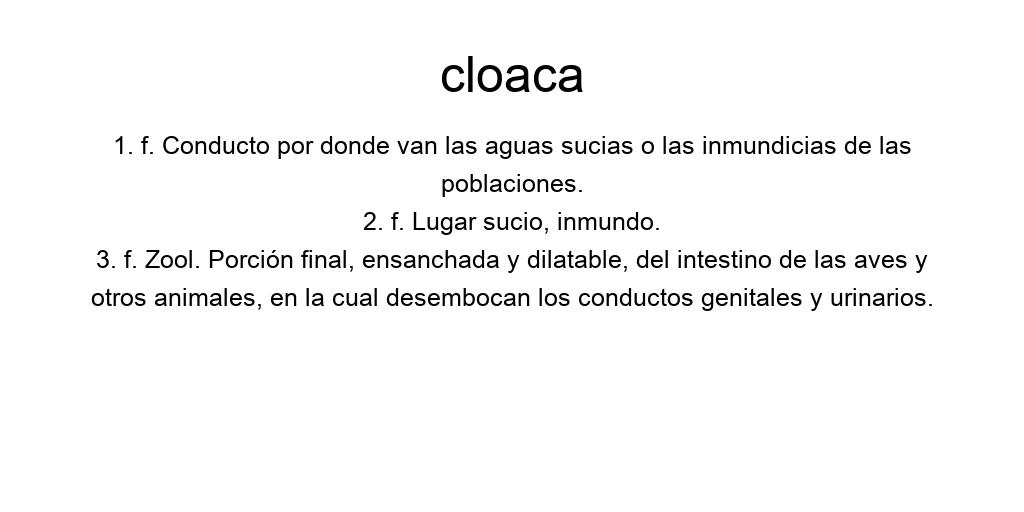 cloaca
1. f. Conducto por donde van las aguas sucias o las inmundicias de las
poblaciones.
2. f. Lugar sucio, inmundo.
3. f. Zool. Porción final, ensanchada y dilatable, del intestino de las aves y
otros animales, en la cual desembocan los conductos genitales y urinarios.